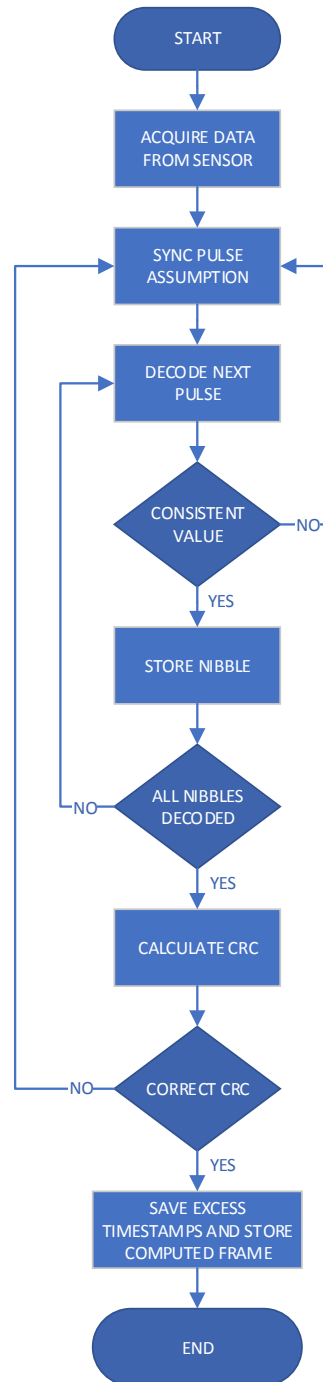 START
ACQUIRE DATA
FROM SENSOR
SYNC PULSE
ASSUMPTION
DECODE NEXT
PULSE
CONSISTENT
VALUE
NO
YES
STORE NIBBLE
ALL NIBBLES
DECODED
NO
YES
CALCULATE CRC
CORRECT CRC
NO
YES
SAVE EXCESS
TIMESTAMPS AND STORE
COMPUTED FRAME
END